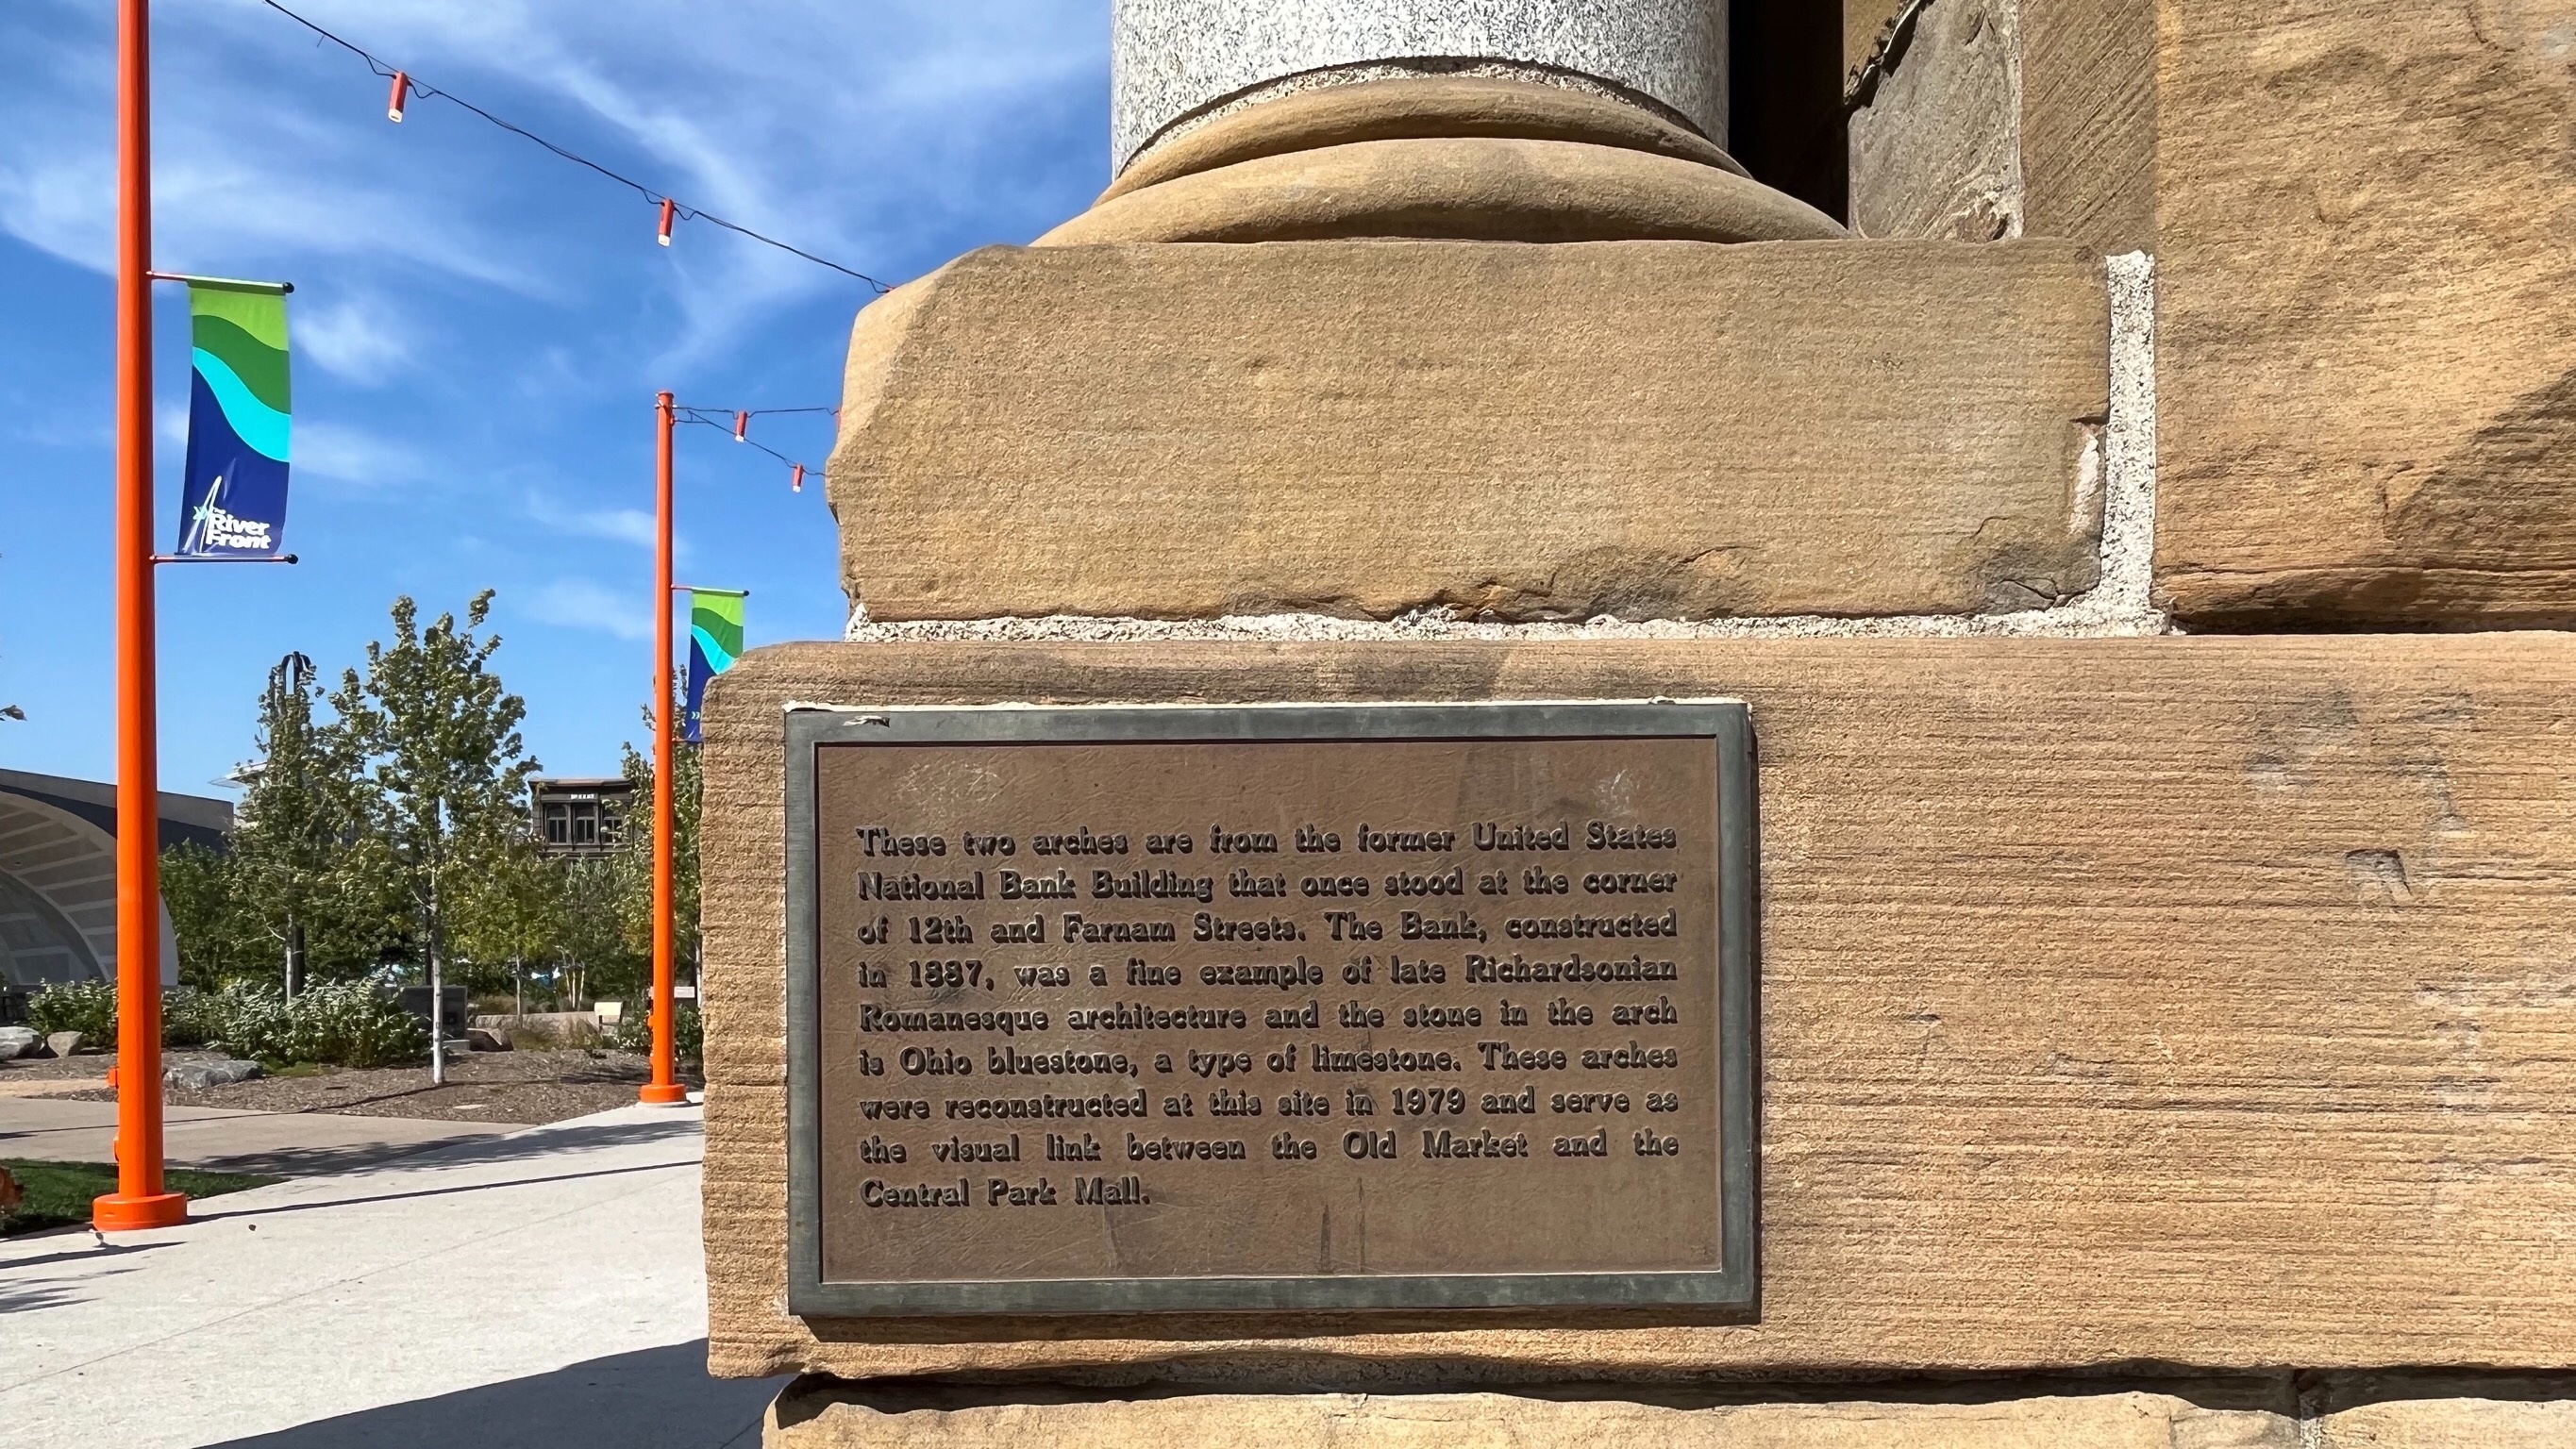 The
River
Front
These two arches are from the former United States
National Bank Building that once stood at the corner
of 12th and Farnam Streets. The Bank, constructed
in 1887, was a fine example of late Richardsonian
Romanesque architecture and the stone in the arch
is Ohio bluestone, a type of limestone. These arches
were reconstructed at this site in 1979 and serve as
the visual link between the Old Market and the
Central Park Mall.